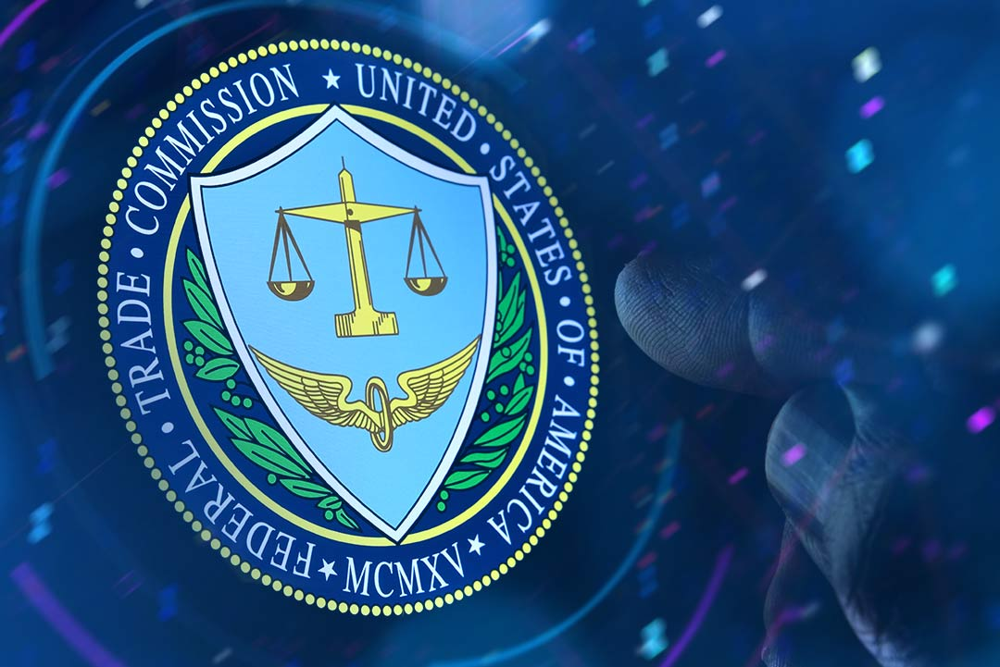 FEDERAL · TRADE · COMMISSION ★ UNITED · STATES · OF · AMERICA
★ MCMXV ★